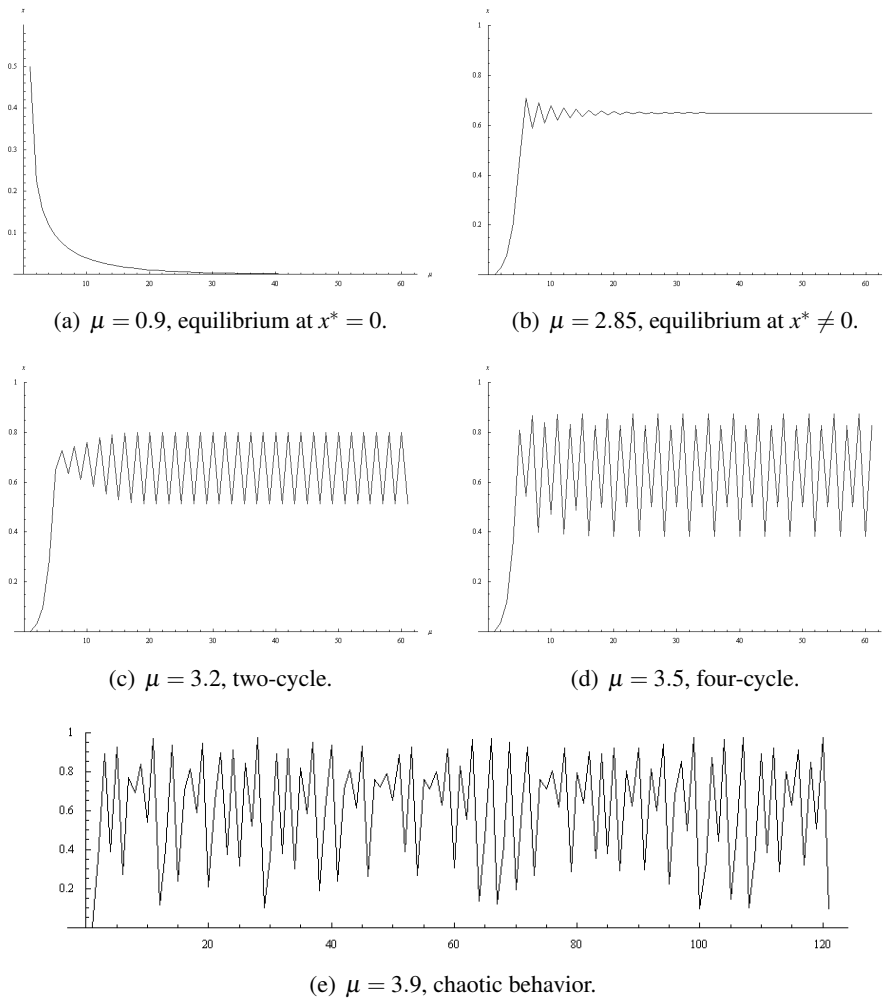 x
0.5
0.4
0.3
0.2
0.1
10 20 30 40 50 60 μ
(a) μ = 0.9, equilibrium at x* = 0.
x
1
0.8
0.6
0.4
0.2
10 20 30 40 50 60
(b) μ = 2.85, equilibrium at x* ≠ 0.
x
1
0.8
0.6
0.4
0.2
10 20 30 40 50 60 μ
(c) μ = 3.2, two-cycle.
x
1
0.8
0.6
0.4
0.2
10 20 30 40 50 60
(d) μ = 3.5, four-cycle.
1
0.8
0.6
0.4
0.2
20 40 60 80 100 120
(e) μ = 3.9, chaotic behavior.